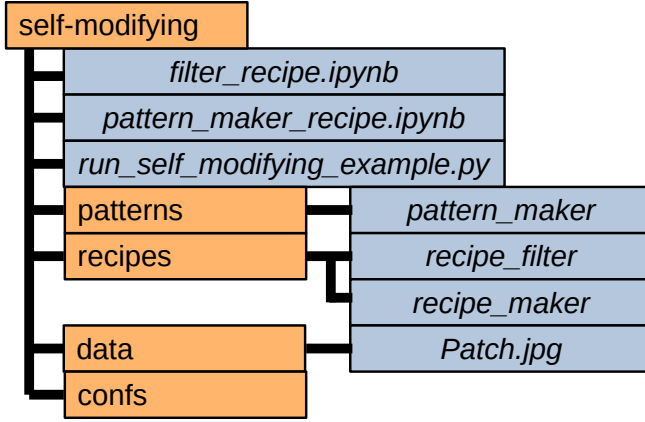 self-modifying
filter_recipe.ipynb
pattern_maker_recipe.ipynb
run_self_modifying_example.py
patterns
pattern_maker
recipes
recipe_filter
recipe_maker
data
Patch.jpg
confs